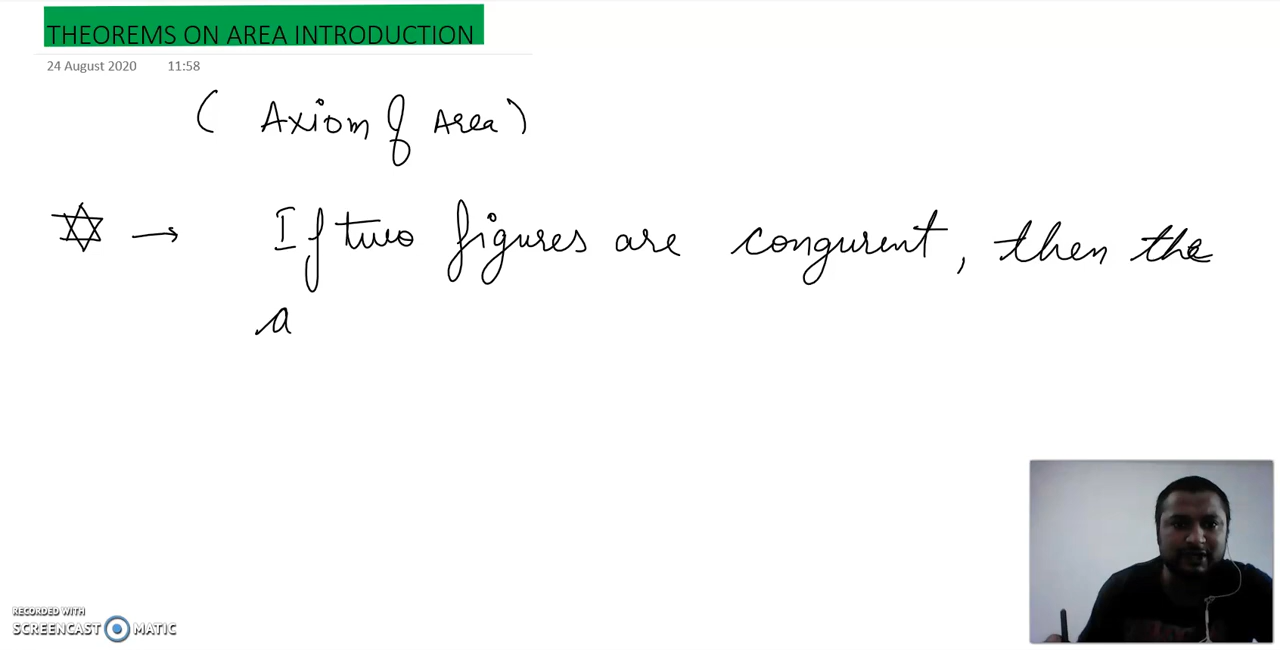 THEOREMS ON AREA INTRODUCTION
24 August 2020 11:58
( Axiom of Area )
→ If two figures are congurent, then the
a
RECORDED WITH
SCREENCAST MATIC